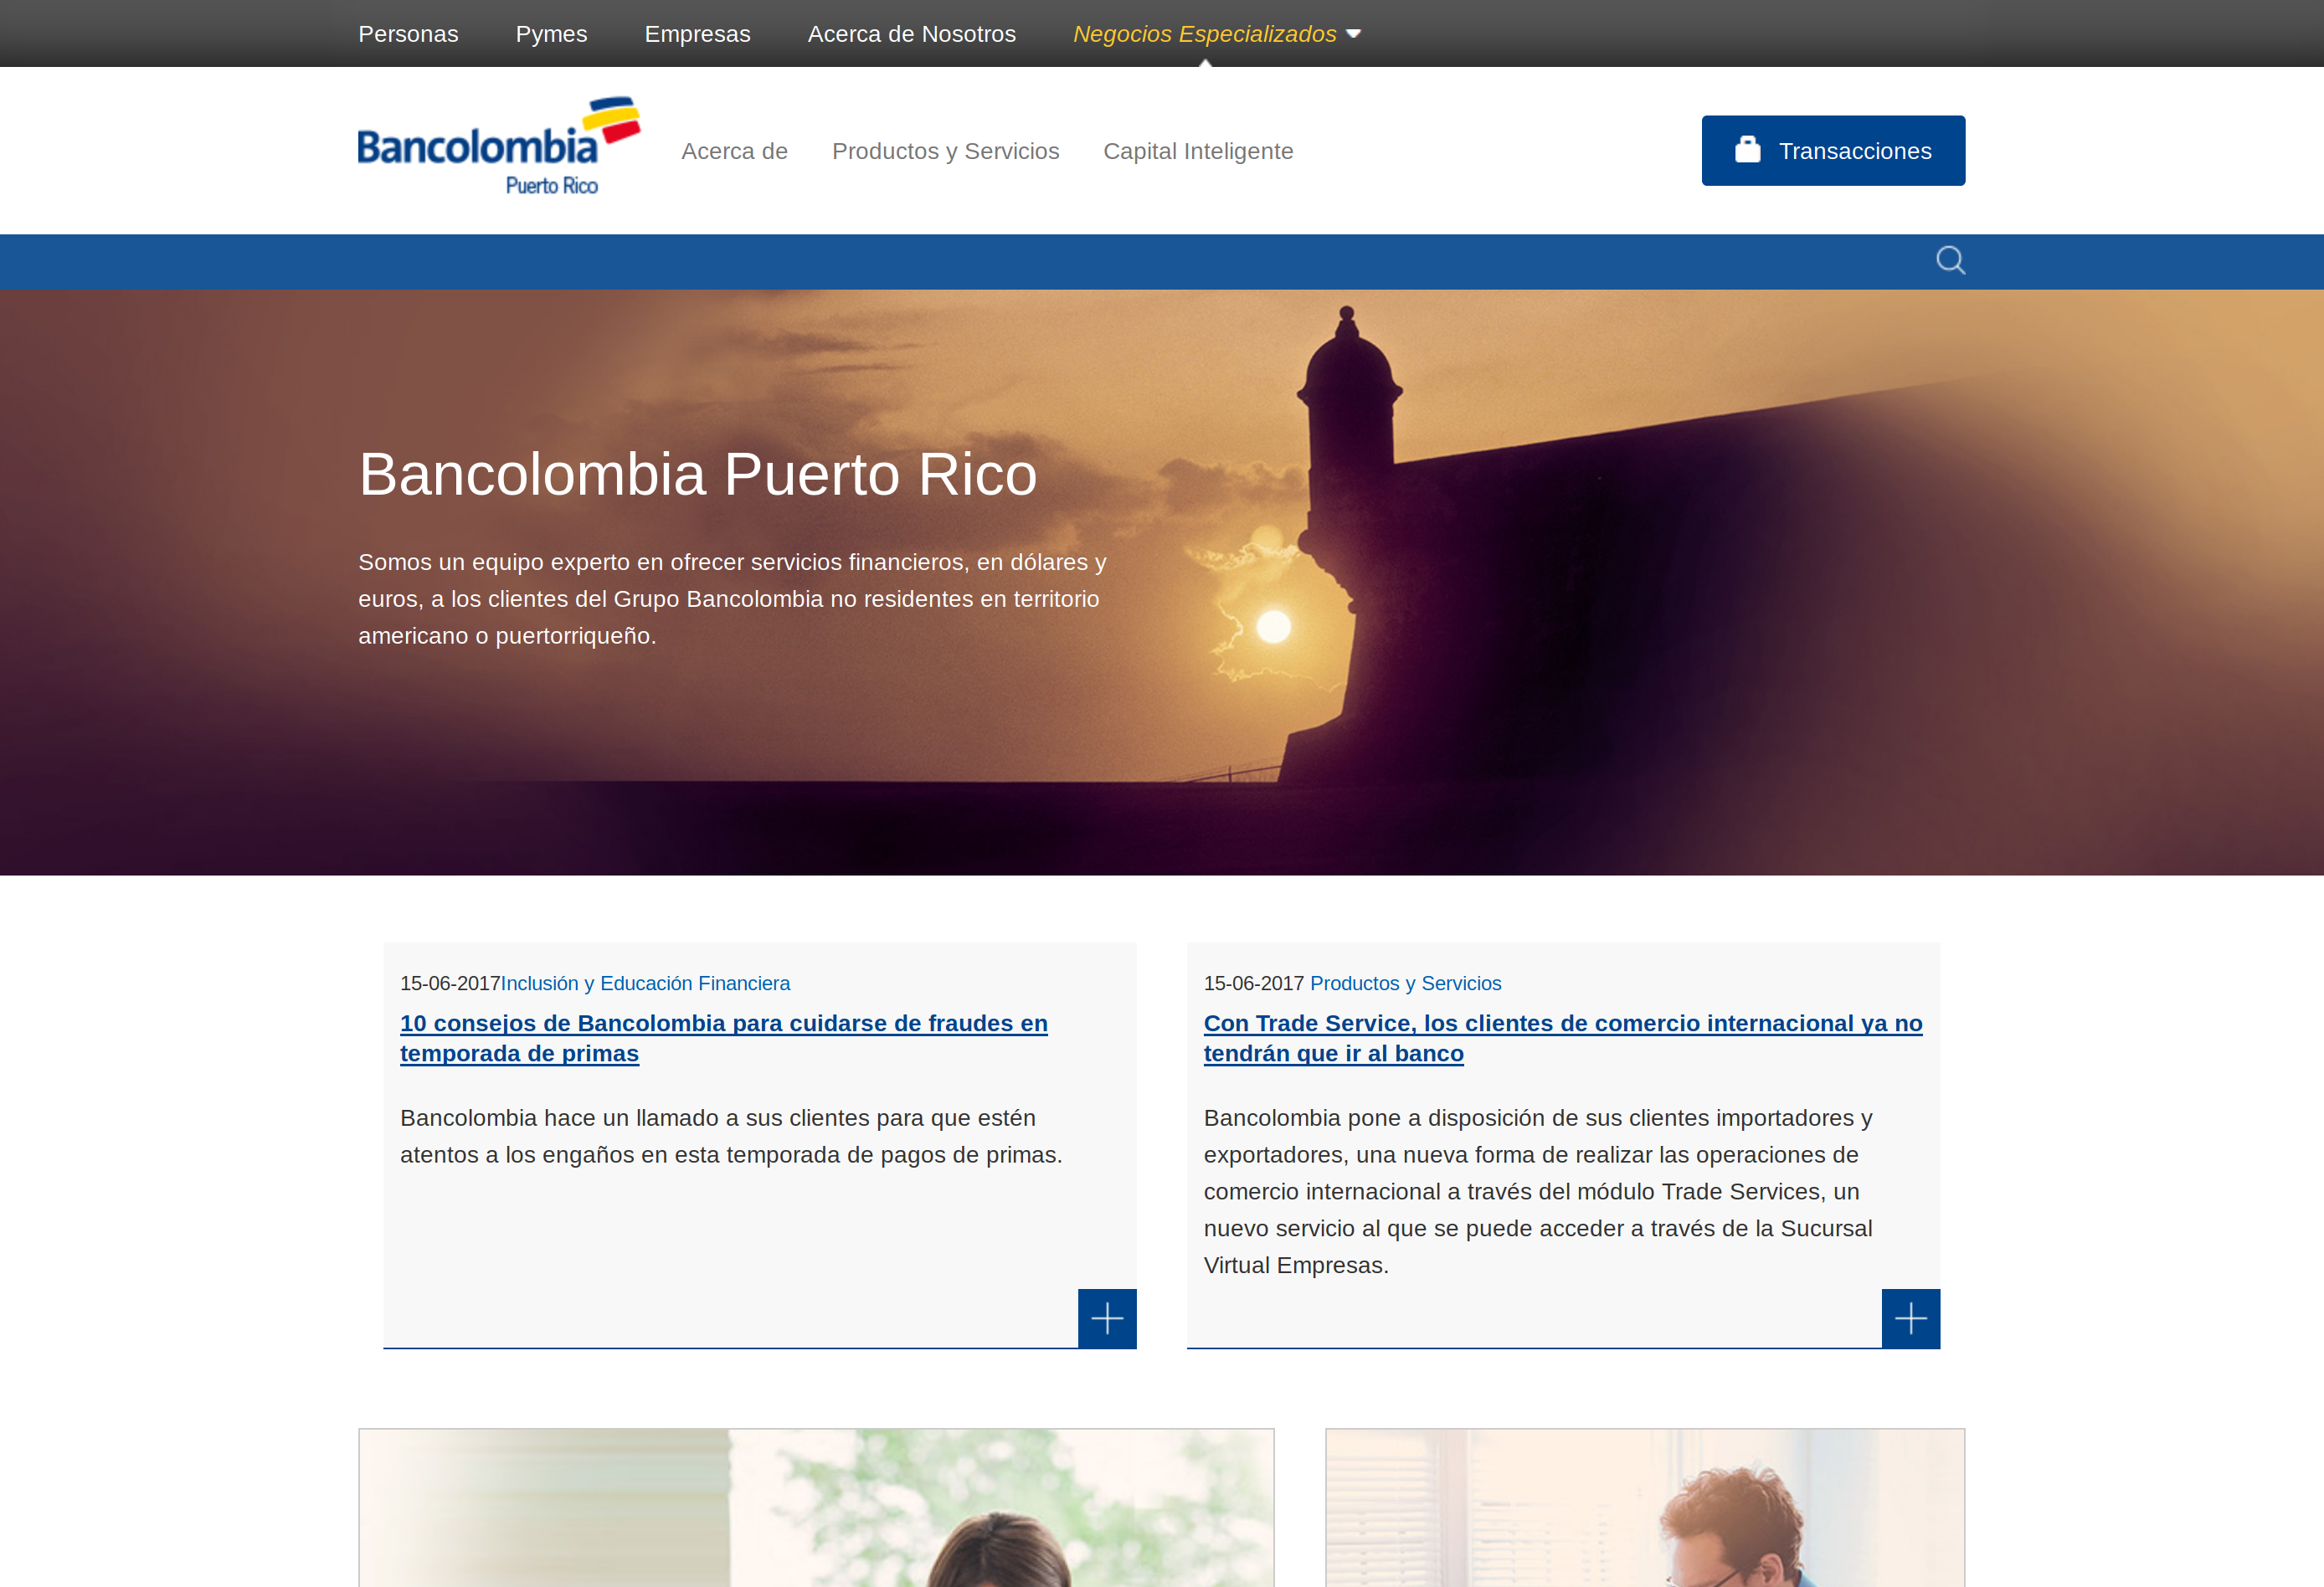 Personas Pymes Empresas Acerca de Nosotros Negocios Especializados
Bancolombia
Puerto Rico
Acerca de Productos y Servicios Capital Inteligente
Transacciones
Bancolombia Puerto Rico
Somos un equipo experto en ofrecer servicios financieros, en dólares y
euros, a los clientes del Grupo Bancolombia no residentes en territorio
americano o puertorriqueño.
15-06-2017Inclusión y Educación Financiera
10 consejos de Bancolombia para cuidarse de fraudes en
temporada de primas
Bancolombia hace un llamado a sus clientes para que estén
atentos a los engaños en esta temporada de pagos de primas.
15-06-2017 Productos y Servicios
Con Trade Service, los clientes de comercio internacional ya no
tendrán que ir al banco
Bancolombia pone a disposición de sus clientes importadores y
exportadores, una nueva forma de realizar las operaciones de
comercio internacional a través del módulo Trade Services, un
nuevo servicio al que se puede acceder a través de la Sucursal
Virtual Empresas.